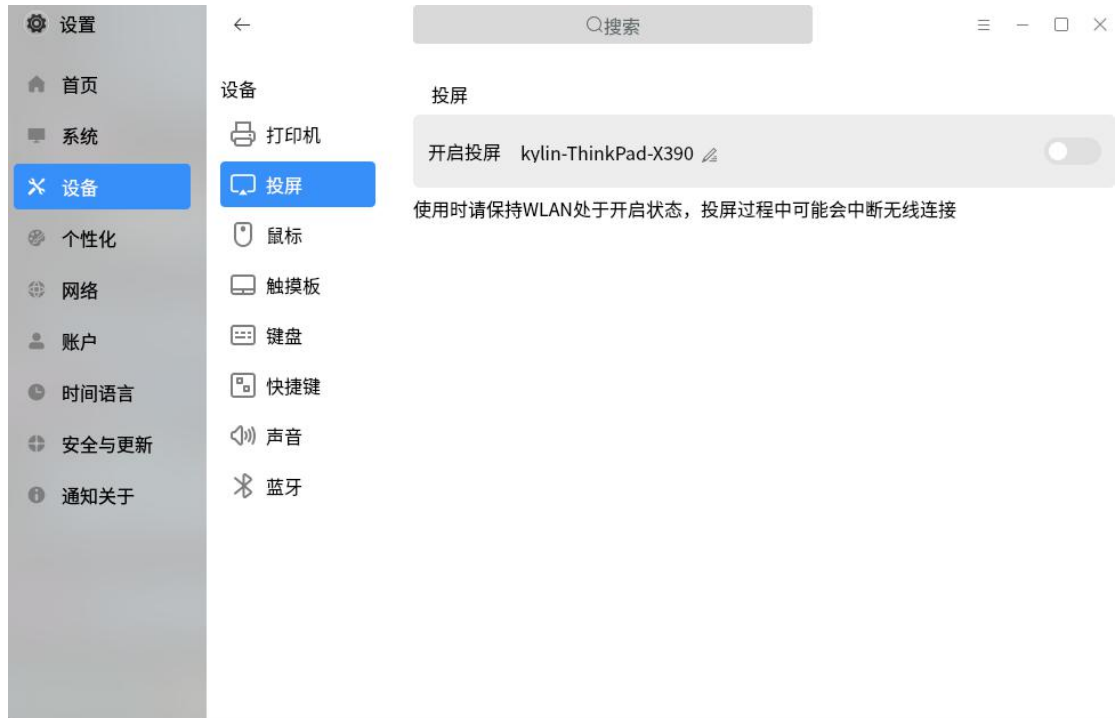 设置
搜索
首页
系统
设备
个性化
网络
账户
时间语言
安全与更新
通知关于
设备
打印机
投屏
鼠标
触摸板
键盘
快捷键
声音
蓝牙
投屏
开启投屏 kylin-ThinkPad-X390
使用时请保持WLAN处于开启状态，投屏过程中可能会中断无线连接